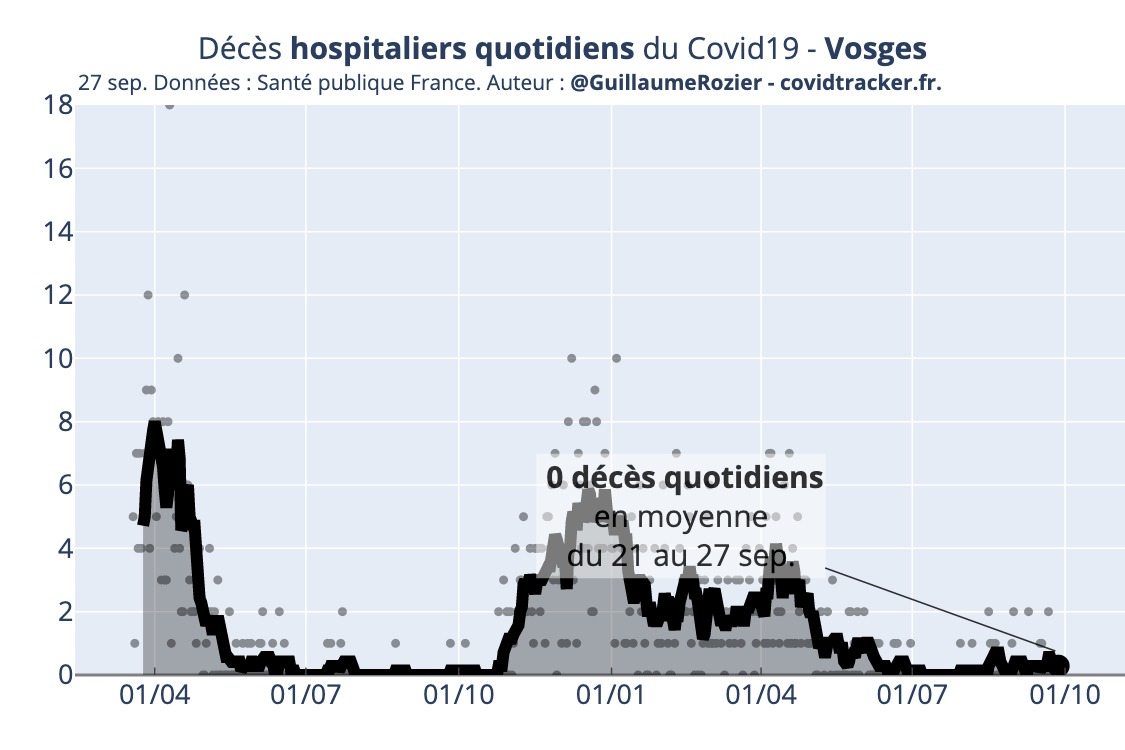 Décès hospitaliers quotidiens du Covid19 - Vosges
27 sep. Données : Santé publique France. Auteur : @GuillaumeRozier - covidtracker.fr.
18
16
14
12
10
8
6
4
2
0
0 décès quotidiens
en moyenne
du 21 au 27 sep.
01/04 01/07 01/10 01/01 01/04 01/07 01/10